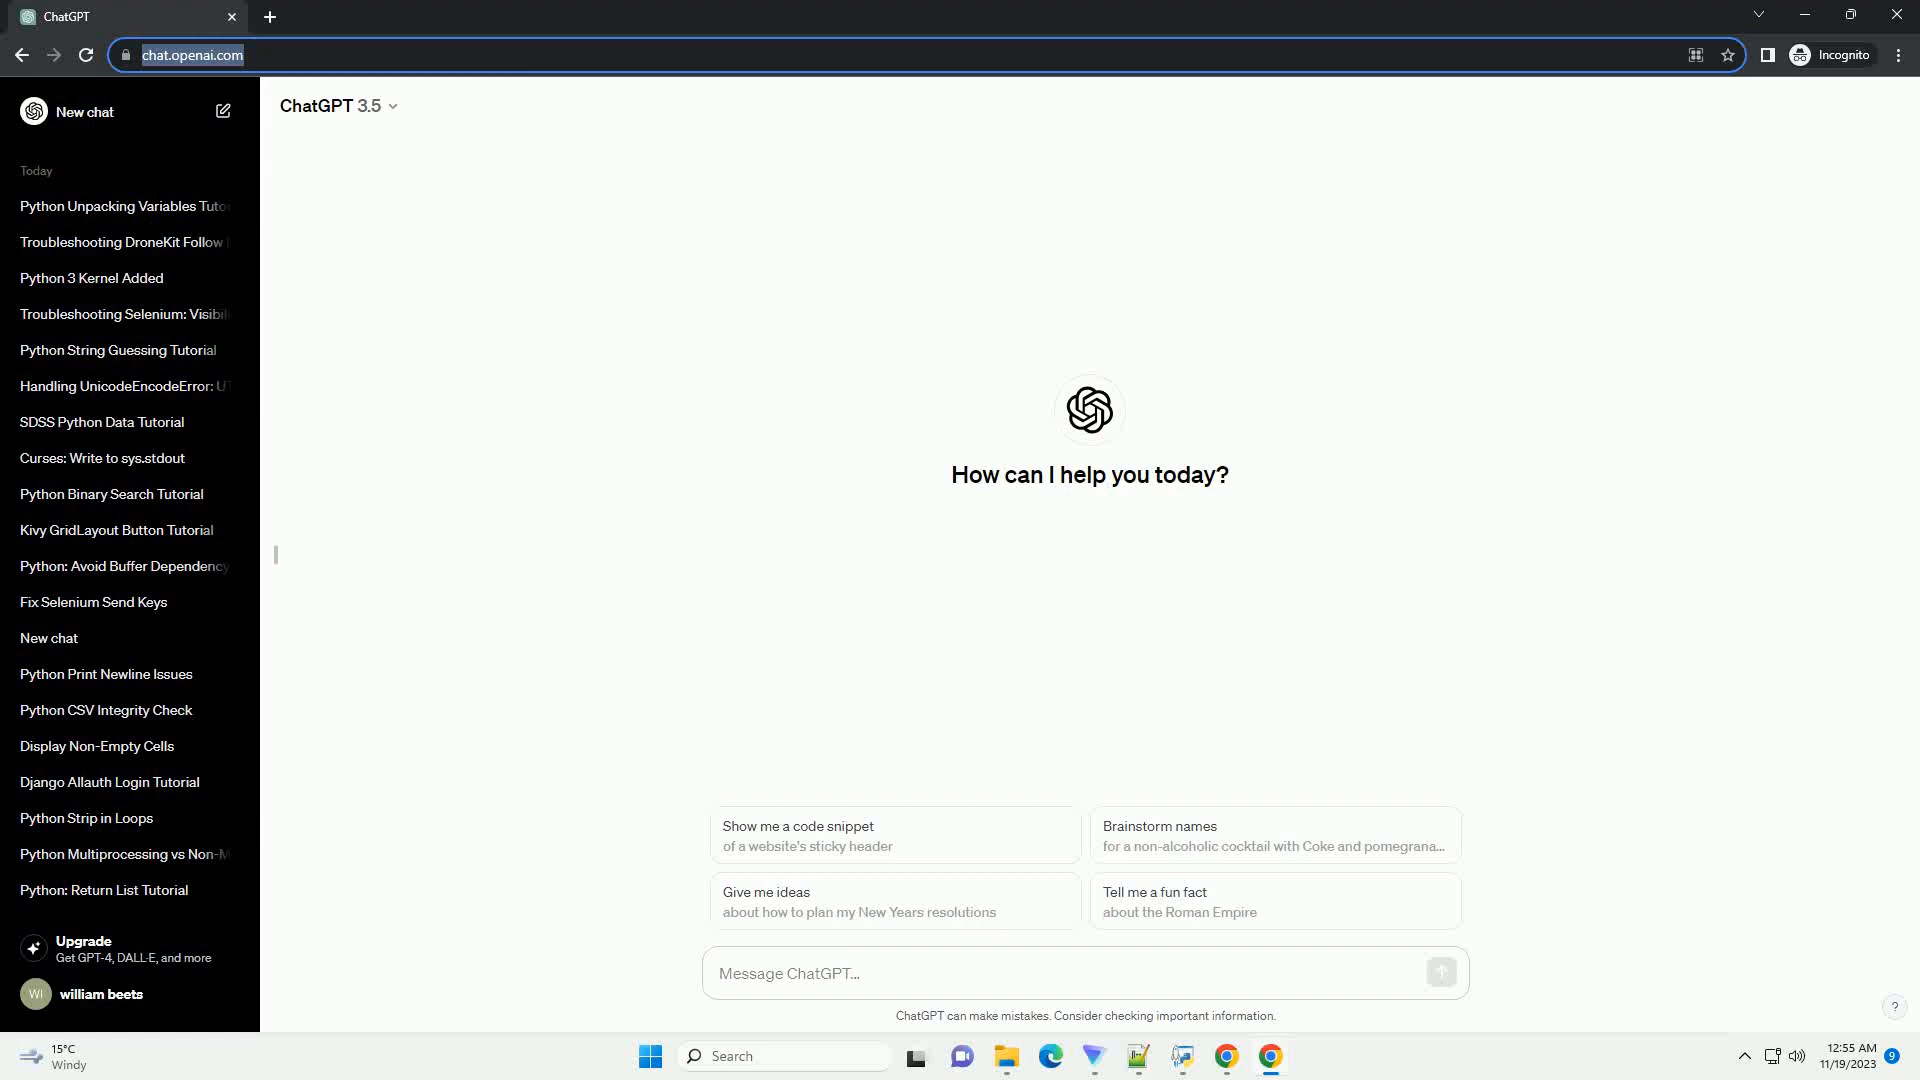 ChatGPT
chat.openai.com
Incognito
New chat
ChatGPT 3.5
Today
Python Unpacking Variables
Troubleshooting DroneKit Follow
Python 3 Kernel Added
Troubleshooting Selenium:
Python String Guessing Tutorial
Handling UnicodeEncodeError:
SDSS Python Data Tutorial
Curses: Write to sys.stdout
Python Binary Search Tutorial
Kivy GridLayout Button Tutorial
Python: Avoid Buffer Dependency
Fix Selenium Send Keys
New chat
Python Print Newline Issues
Python CSV Integrity Check
Display Non-Empty Cells
Django Allauth Login Tutorial
Python Strip in Loops
Python Multiprocessing vs
Python: Return List Tutorial
Upgrade
Get GPT-4, DALL·E, and more
WI
william beets
How can I help you today?
Show me a code snippet
of a website's sticky header
Brainstorm names
for a non-alcoholic cocktail with Coke and pomegrana...
Give me ideas
about how to plan my New Years resolutions
Tell me a fun fact
about the Roman Empire
Message ChatGPT...
ChatGPT can make mistakes. Consider checking important information.
?
15°C
Windy
Search
12:55 AM
11/19/2023
9